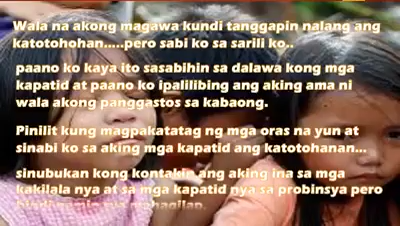 Wala na akong magawa kundi tanggapin nalang ang
katotohohan.....pero sabi ko sa sarili ko..
paano ko kaya ito sasabihin sa dalawa kong mga
kapatid at paano ko ipalilibing ang aking ama ni
wala akong panggastos sa kabaong.
Pinilit kung magpakatatag ng mga oras na yun at
sinabi ko sa aking mga kapatid ang katotohanan...
sinubukan kong kontakin ang aking ina sa mga
kakilala nya at sa mga kapatid nya sa probinsya pero